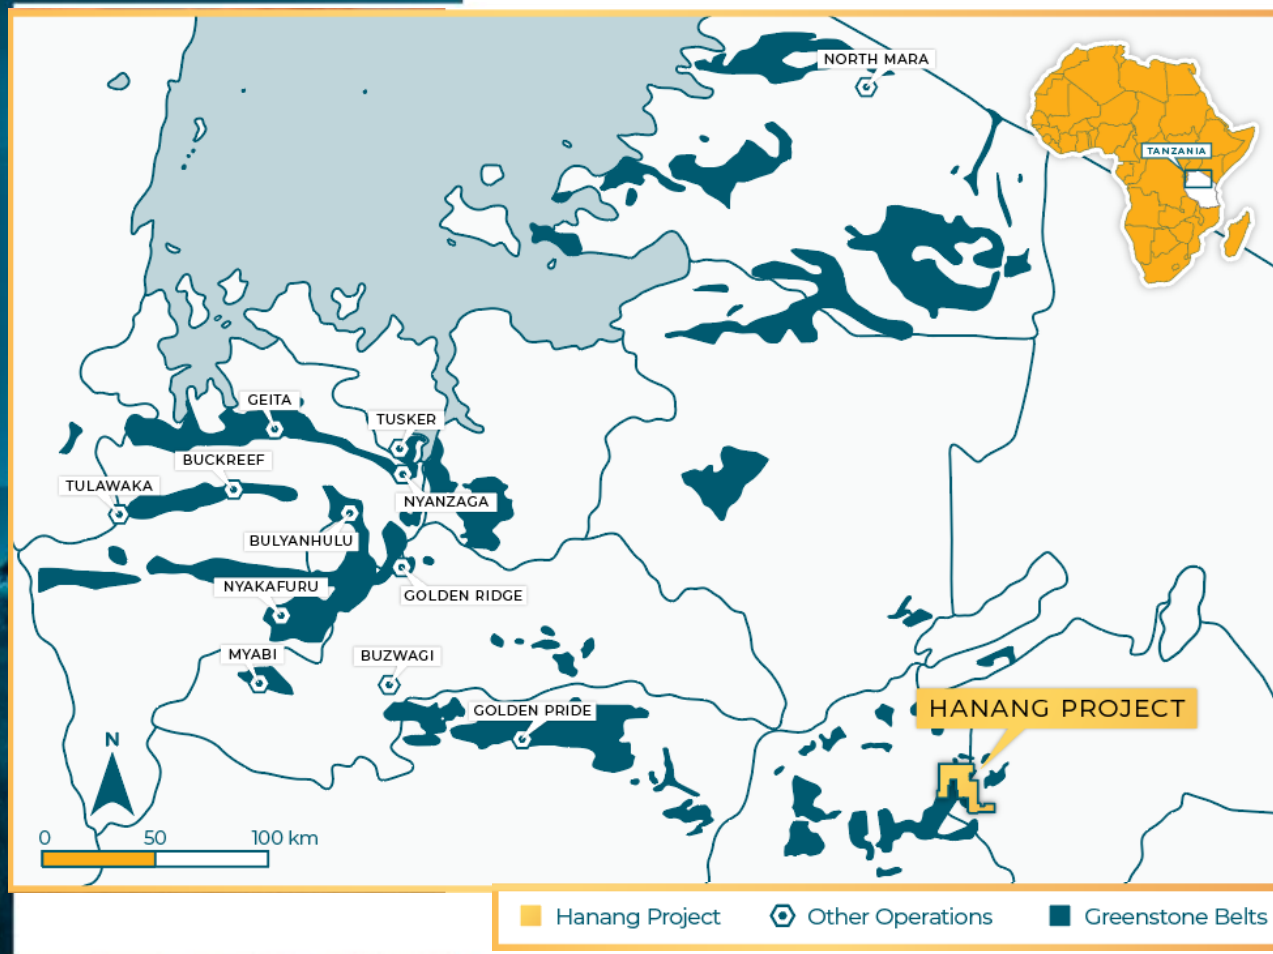 NORTH MARA
TANZANIA
GEITA
TUSKER
BUCKREEF
TULAWAKA
NYANZAGA
BULYANHULU
NYAKAFURU
GOLDEN RIDGE
MYABI
BUZWAGI
HANANG PROJECT
GOLDEN PRIDE
N
0 50 100 km
Hanang Project Other Operations Greenstone Belts